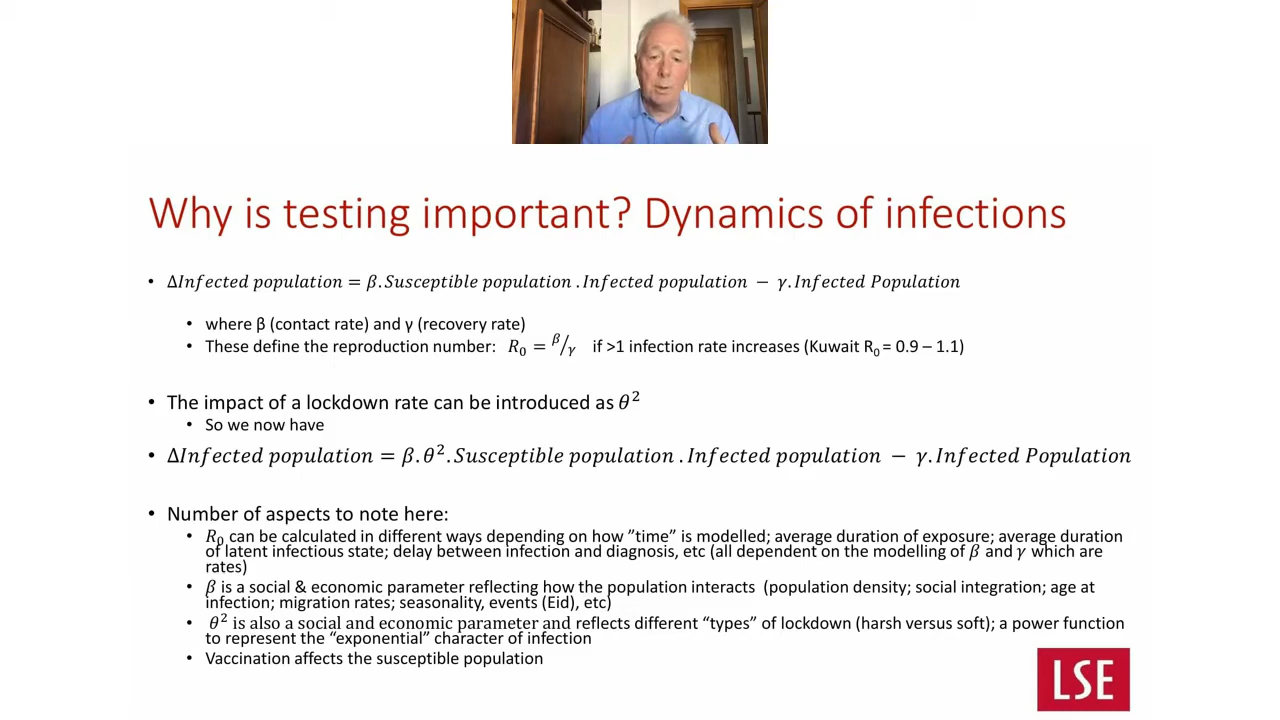 Why is testing important? Dynamics of infections
• ΔInfected population = β.Susceptible population .Infected population − γ.Infected Population
• where β (contact rate) and γ (recovery rate)
• These define the reproduction number: R₀ = β/γ if >1 infection rate increases (Kuwait R₀ = 0.9 – 1.1)
• The impact of a lockdown rate can be introduced as θ²
• So we now have
• ΔInfected population = β.θ².Susceptible population .Infected population − γ.Infected Population
• Number of aspects to note here:
• R₀ can be calculated in different ways depending on how ”time” is modelled; average duration of exposure; average duration
of latent infectious state; delay between infection and diagnosis, etc (all dependent on the modelling of β and γ which are
rates)
• β is a social & economic parameter reflecting how the population interacts (population density; social integration; age at
infection; migration rates; seasonality, events (Eid), etc)
• θ² is also a social and economic parameter and reflects different “types” of lockdown (harsh versus soft); a power function
to represent the “exponential” character of infection
• Vaccination affects the susceptible population
LSE